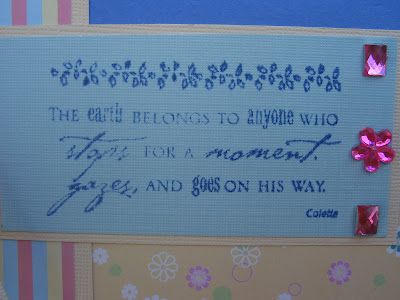 THE earth BELONGS TO anyone WHO
stops FOR a moment,
gazes, AND goes ON HIS WAY.
Colette